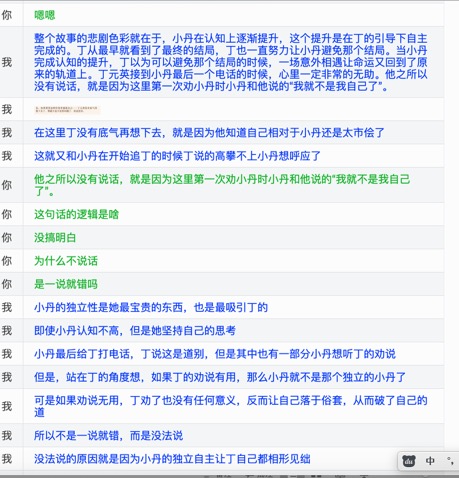 你 嗯嗯
整个故事的悲剧色彩就在于，小丹在认知上逐渐提升，这个提升是在丁的引导下自主
完成的。丁从最早就看到了最终的结局，丁也一直努力让小丹避免那个结局。当小丹
完成认知的提升，丁以为可以避免那个结局的时候，一场意外相遇让命运又回到了原
我 来的轨道上。丁元英接到小丹最后一个电话的时候，心里一定非常的无助。他之所以
没有说话，就是因为这里第一次劝小丹时小丹和他说的“我就不是我自己了”。
我
我 在这里丁没有底气再想下去，就是因为他知道自己相对于小丹还是太市侩了
我 这就又和小丹在开始追丁的时候丁说的高攀不上小丹想呼应了
你 他之所以没有说话，就是因为这里第一次劝小丹时小丹和他说的“我就不是我自己
了”。
你 这句话的逻辑是啥
你 没搞明白
你 为什么不说话
你 是一说就错吗
我 小丹的独立性是她最宝贵的东西，也是最吸引丁的
我 即使小丹认知不高，但是她坚持自己的思考
我 小丹最后给丁打电话，丁说这是道别，但是其中也有一部分小丹想听丁的劝说
我 但是，站在丁的角度想，如果丁的劝说有用，那么小丹就不是那个独立的小丹了
我 可是如果劝说无用，丁劝了也没有任何意义，反而让自己落于俗套，从而破了自己的
道
我 所以不是一说就错，而是没法说
我 没法说的原因就是因为小丹的独立自主让丁自己都相形见绌
du 中 °,